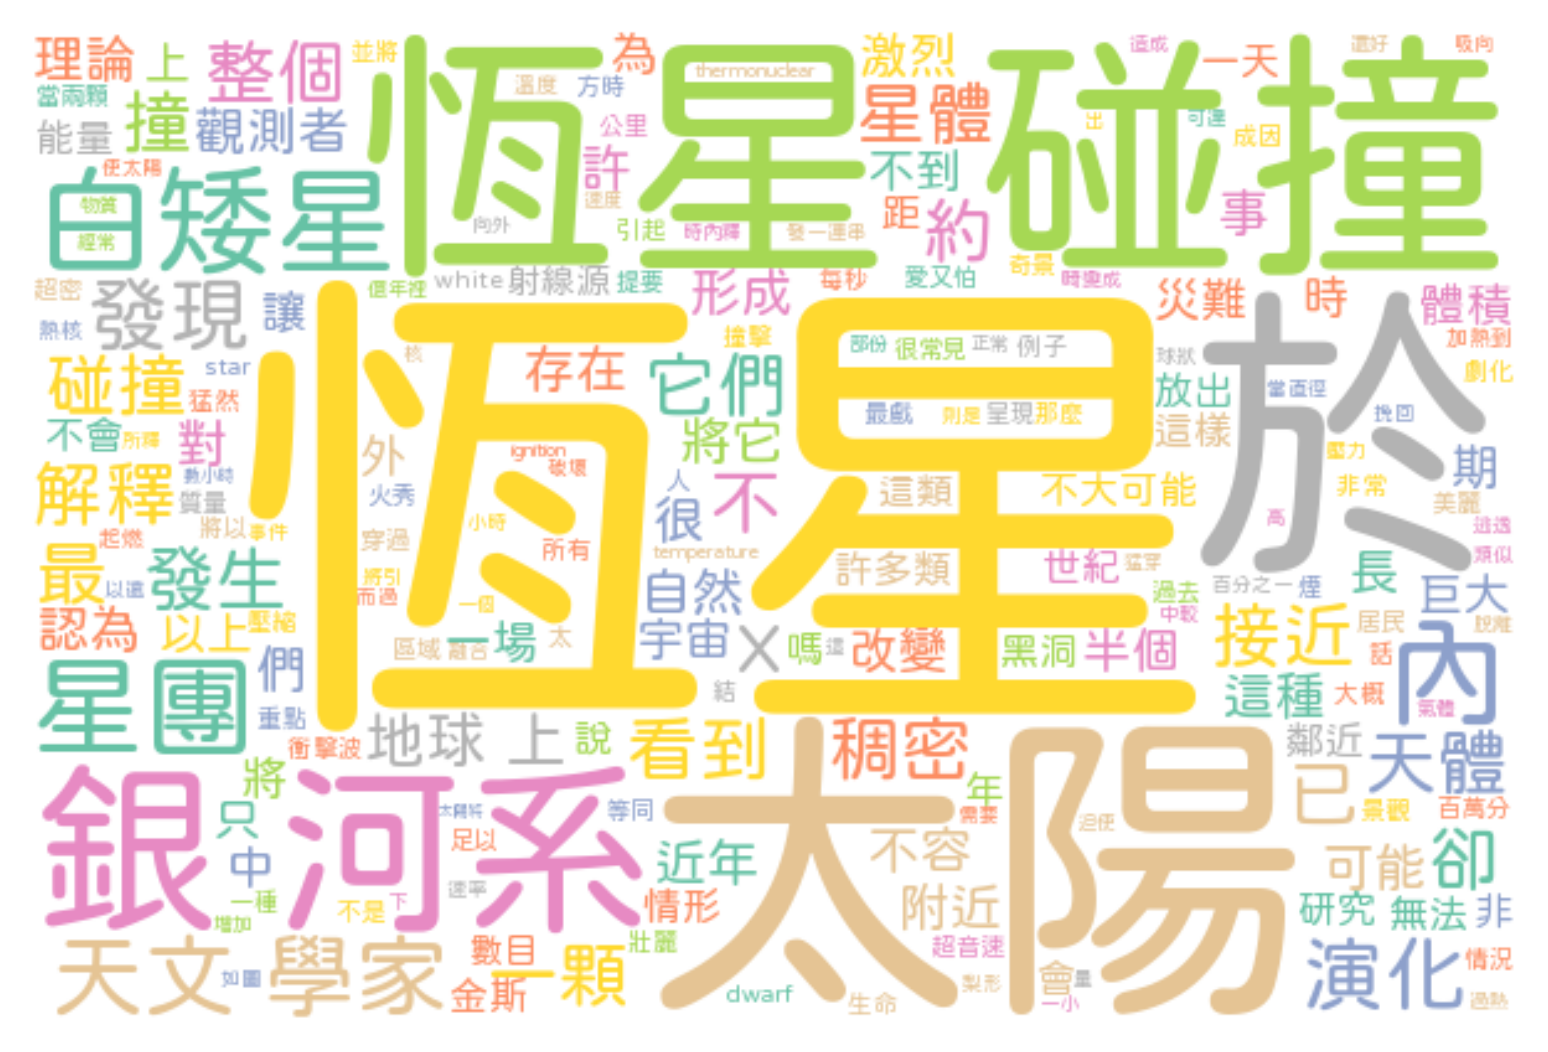 理論 上 整個 並將 恆星 碰撞 為 thermonuclear 激烈 造成 一天 還好 吸向
當兩顆 撞 觀測者 溫度 方時 星體 出 可達 成因
能量 使太陽 公里 許 不到 事
白矮星 物質 經常 速度 距 約
向外 引起 時內釋 發一連串 奇景
超密 發現 讓 億年裡 white 射線源 提要 形成 每秒 愛又怕 時變成 災難 時 體積
熱核 恆星 撞擊 部份 很常見 正常 例子 球狀 於 加熱到
碰撞 star 核 存在 它們 放出 當直徑 劇化
猛然 最戲 則是 呈現 那麼 挽回
不會 所釋 對 外 ignition 將它 這樣 壓力 期
解釋 數小時 質量 火秀 破壞 人 不 這類 不大可能 非常 美麗
將以 事件 小時 很 高 逃逸
起燃 穿過 所有 temperature 許多類 世紀 猛穿 類似
最 以這 發生 將引 而過 一個 自然 過去 百分之一 煙 長 巨大
認為 以上 壓縮 一場 太 宇宙 X 嗎 這 改變 黑洞 半個 中較 接近 居民 脫離
區域 融合 話 內
星團 們 重點 結 這種 大概 氣體
衝擊波 地球 上 說 看到 稠密 太陽 鄰近 天體
銀河系 將 太陽將 等同 年 需要 已 景觀 百萬分
只 足以 迫使 不容
中 速率 近年 附近 可能 卻
一種 增加 不是 下 情形 研究 無法 非
天文學家 如圖 數目 一顆 壯麗 超音速 演化 情況
金斯 dwarf 生命 梨形 會 量 一小 過熱